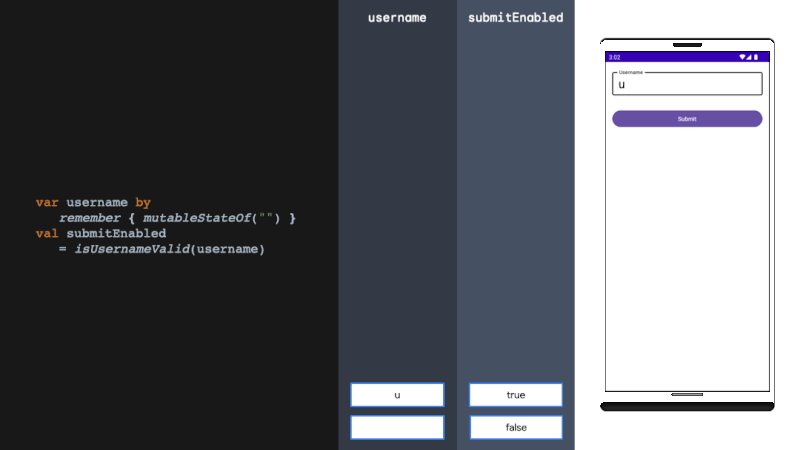 username
submitEnabled
var username by
remember { mutableStateOf("") }
val submitEnabled
= isUsernameValid(username)
u
true
false
3:02
Username
u
Submit